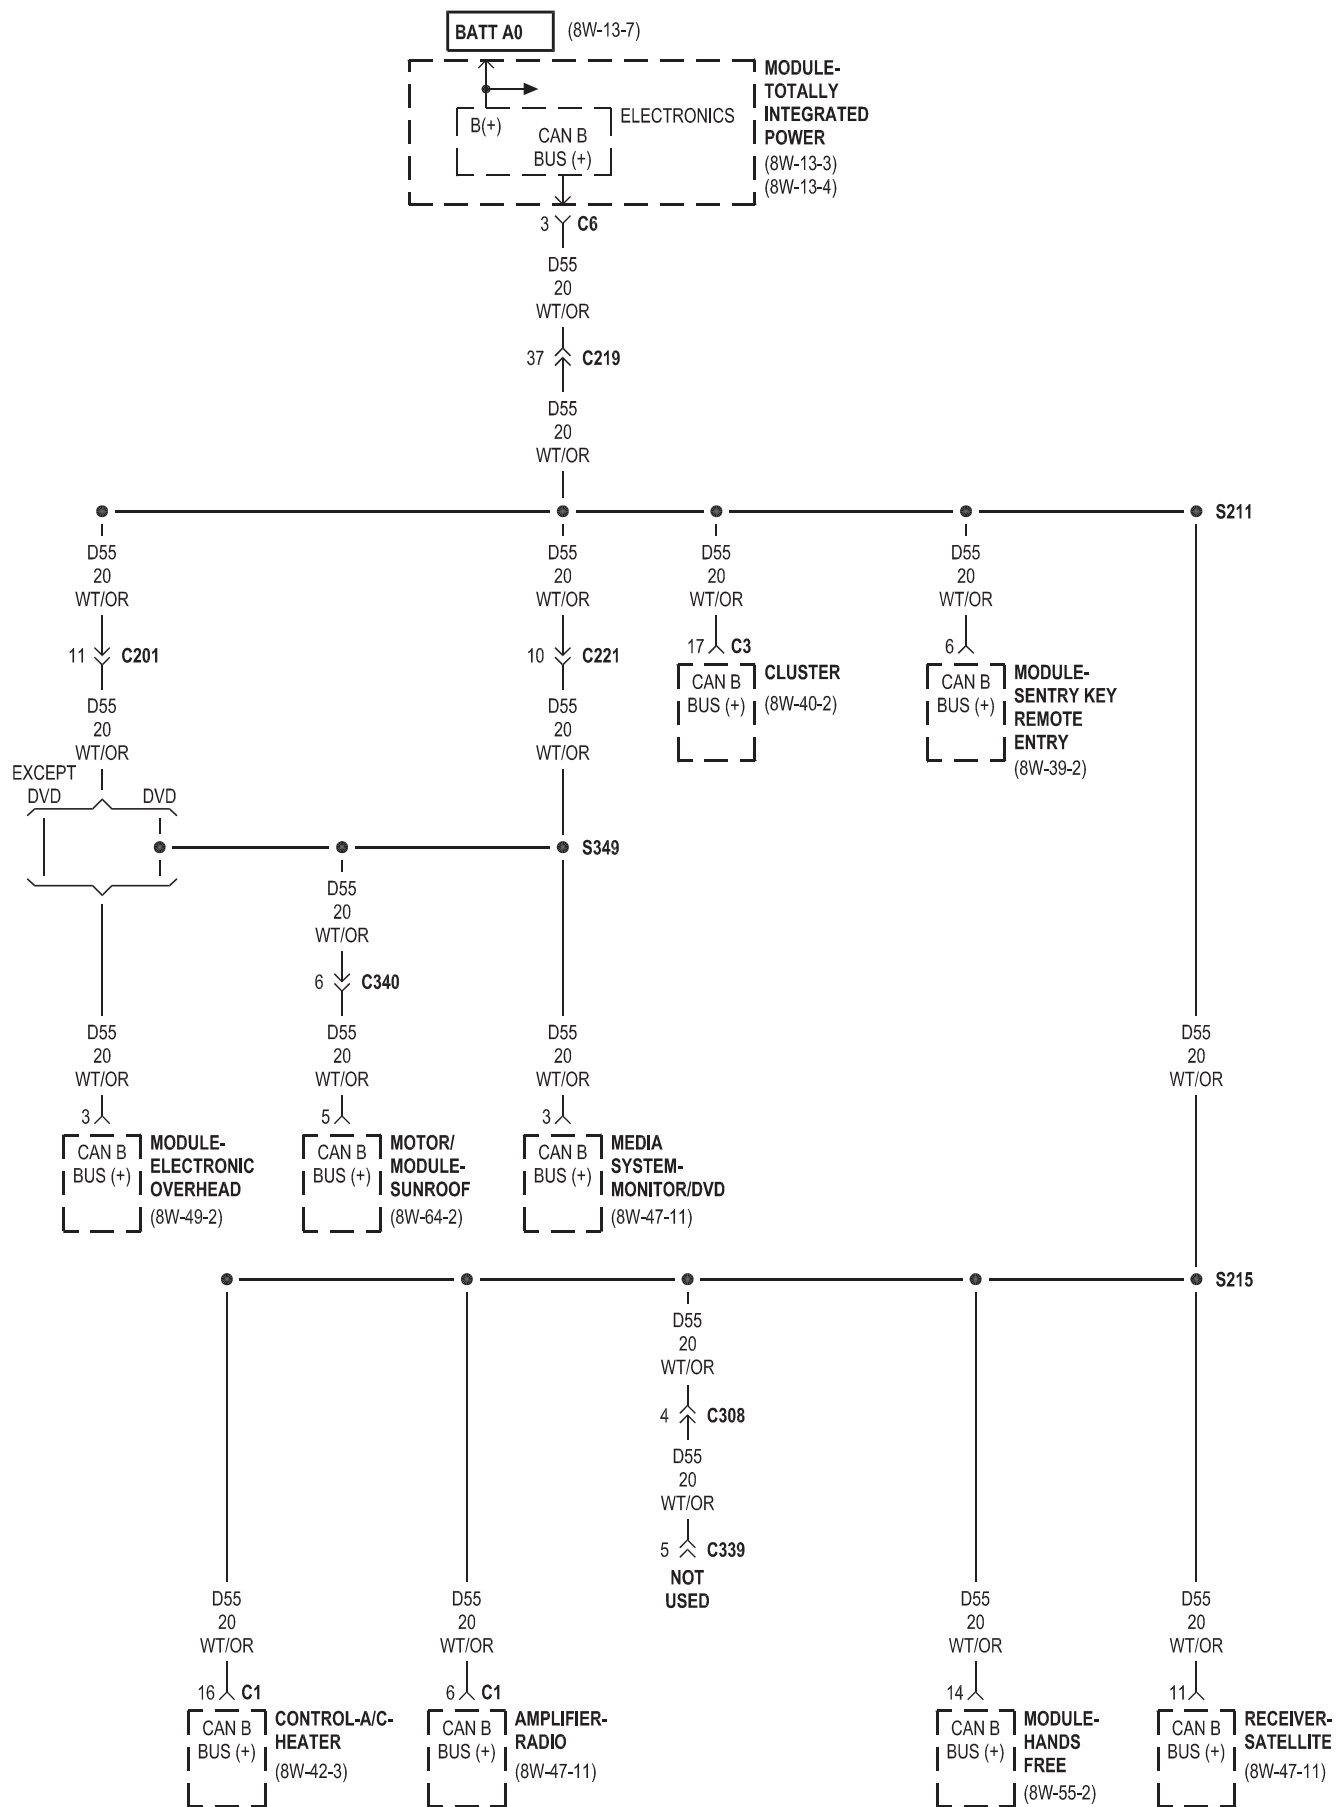 BATT A0 (8W-13-7)
MODULE-
TOTALLY
INTEGRATED
POWER
(8W-13-3)
(8W-13-4)
ELECTRONICS
B(+)
CAN B
BUS (+)
3 C6
D55
20
WT/OR
37 C219
D55
20
WT/OR
S211
D55
20
WT/OR
11 C201
D55
20
WT/OR
EXCEPT
DVD
DVD
D55
20
WT/OR
10 C221
D55
20
WT/OR
S349
D55
20
WT/OR
17 C3
CAN B
BUS (+)
CLUSTER
(8W-40-2)
D55
20
WT/OR
6
CAN B
BUS (+)
MODULE-
SENTRY KEY
REMOTE
ENTRY
(8W-39-2)
D55
20
WT/OR
6 C340
D55
20
WT/OR
3
CAN B
BUS (+)
MODULE-
ELECTRONIC
OVERHEAD
(8W-49-2)
D55
20
WT/OR
5
CAN B
BUS (+)
MOTOR/
MODULE-
SUNROOF
(8W-64-2)
D55
20
WT/OR
3
CAN B
BUS (+)
MEDIA
SYSTEM-
MONITOR/DVD
(8W-47-11)
D55
20
WT/OR
S215
D55
20
WT/OR
4 C308
D55
20
WT/OR
5 C339
NOT
USED
D55
20
WT/OR
16 C1
CAN B
BUS (+)
CONTROL-A/C-
HEATER
(8W-42-3)
D55
20
WT/OR
6 C1
CAN B
BUS (+)
AMPLIFIER-
RADIO
(8W-47-11)
D55
20
WT/OR
14
CAN B
BUS (+)
MODULE-
HANDS
FREE
(8W-55-2)
D55
20
WT/OR
11
CAN B
BUS (+)
RECEIVER-
SATELLITE
(8W-47-11)